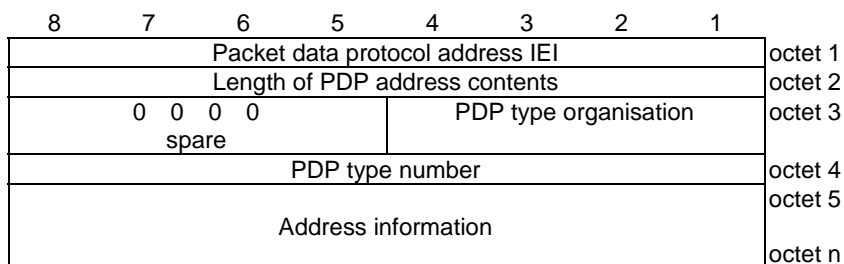 8 7 6 5 4 3 2 1
Packet data protocol address IEI octet 1
Length of PDP address contents octet 2
0 0 0 0 PDP type organisation octet 3
spare
PDP type number octet 4
octet 5
Address information
octet n